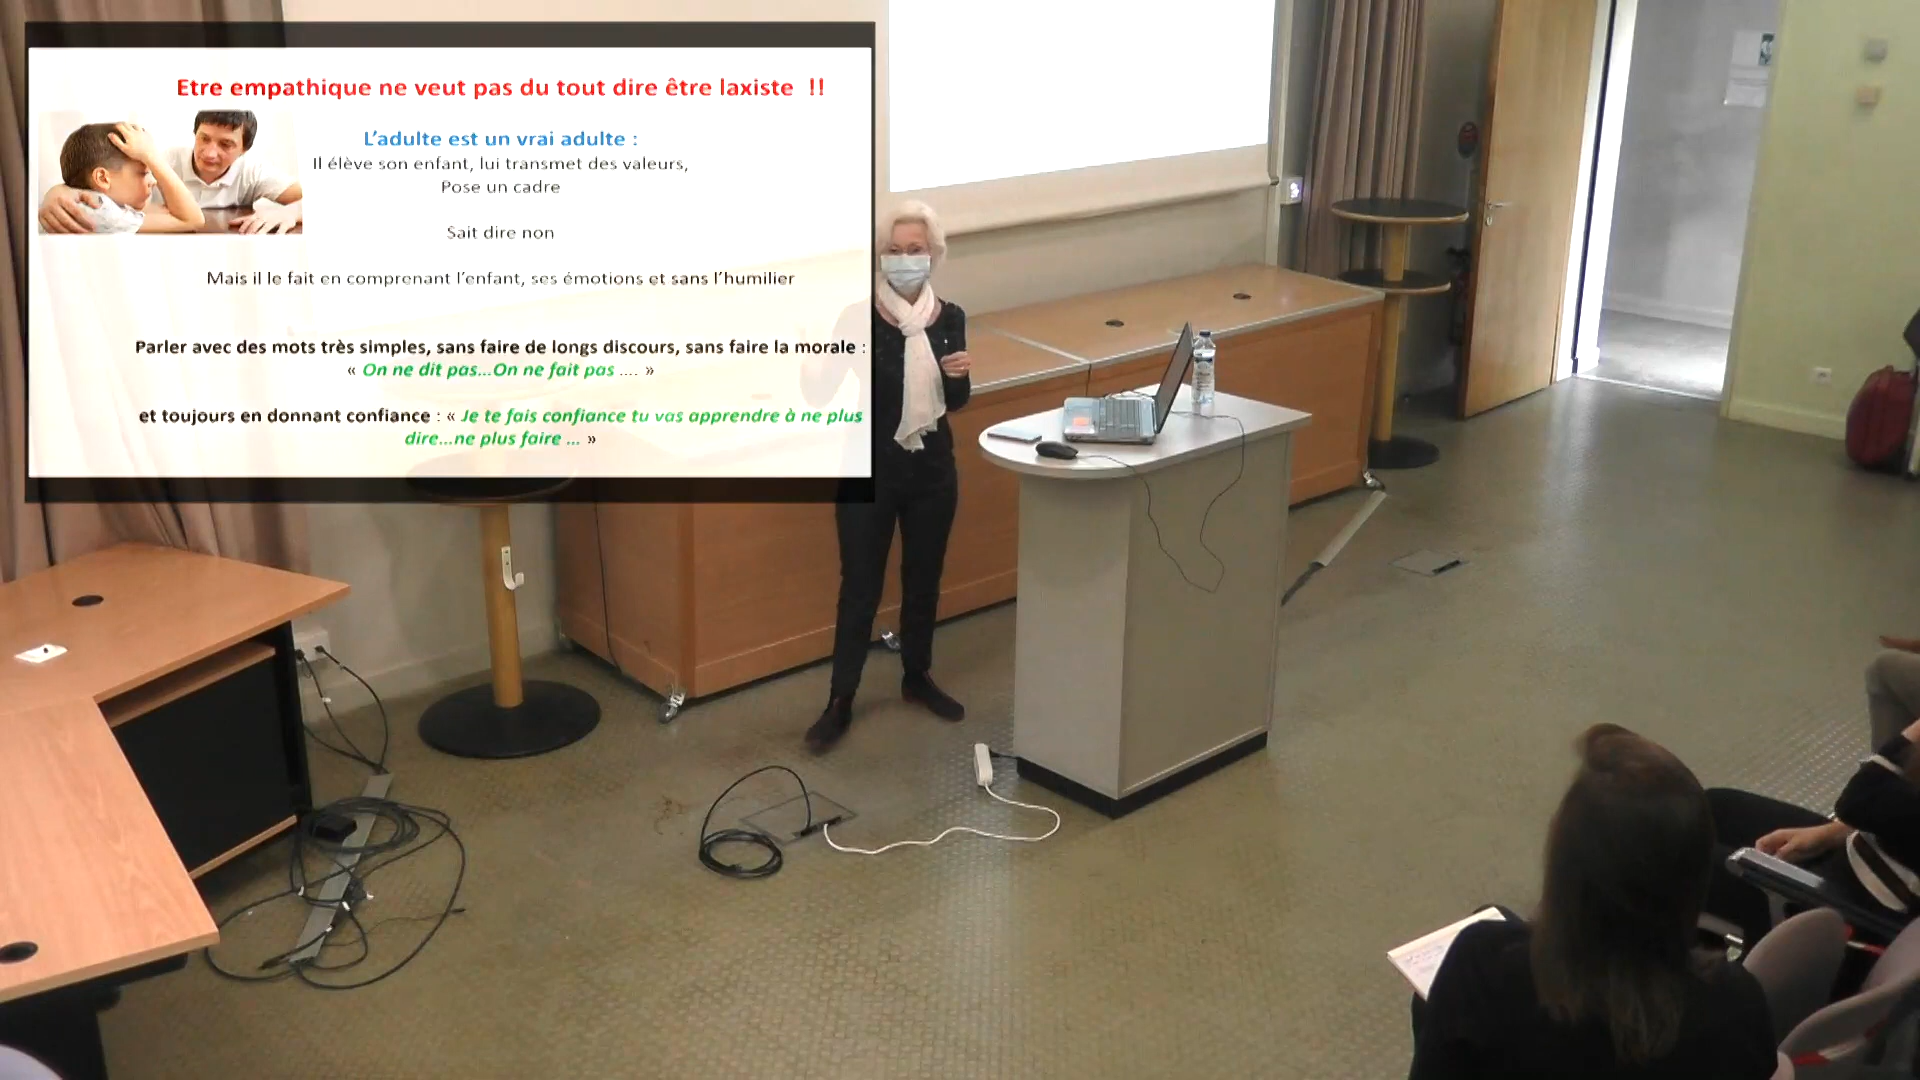 Etre empathique ne veut pas du tout dire être laxiste !!
L'adulte est un vrai adulte :
Il élève son enfant, lui transmet des valeurs,
Pose un cadre
Sait dire non
Mais il le fait en comprenant l'enfant, ses émotions et sans l'humilier
Parler avec des mots très simples, sans faire de longs discours, sans faire la morale :
« On ne dit pas...On ne fait pas .... »
et toujours en donnant confiance : « Je te fais confiance tu vas apprendre à ne plus
dire...ne plus faire ... »